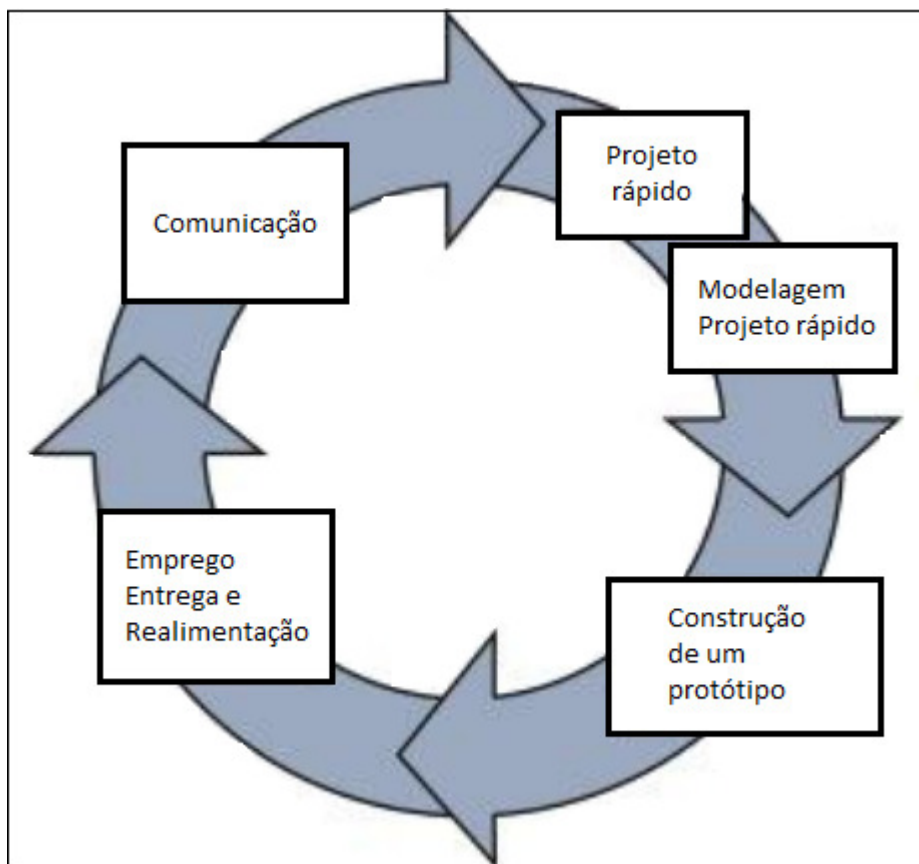 Comunicação
Projeto
rápido
Modelagem
Projeto rápido
Construção
de um
protótipo
Emprego
Entrega e
Realimentação